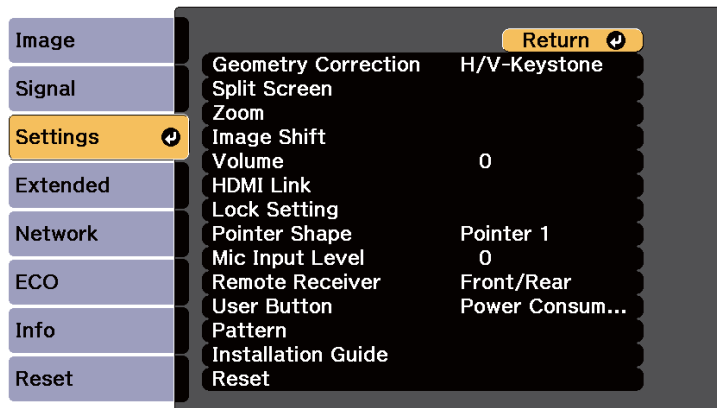 Image
Signal
Settings
Extended
Network
ECO
Info
Reset
Return
Geometry Correction H/V-Keystone
Split Screen
Zoom
Image Shift
Volume 0
HDMI Link
Lock Setting
Pointer Shape Pointer 1
Mic Input Level 0
Remote Receiver Front/Rear
User Button Power Consum...
Pattern
Installation Guide
Reset